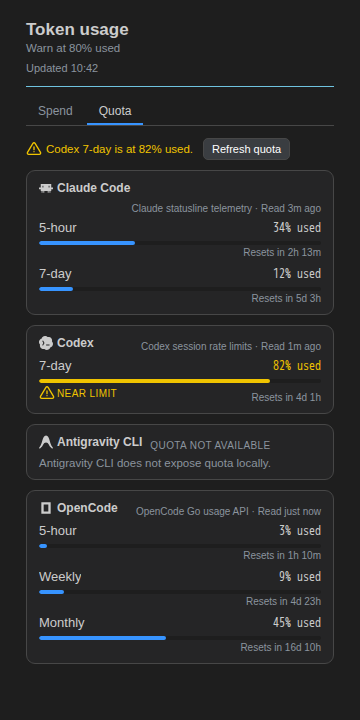 Token usage
Warn at 80% used
Updated 10:42
Spend Quota
Codex 7-day is at 82% used. Refresh quota
Claude Code
Claude statusline telemetry · Read 3m ago
5-hour 34% used
Resets in 2h 13m
7-day 12% used
Resets in 5d 3h
Codex Codex session rate limits · Read 1m ago
7-day 82% used
NEAR LIMIT Resets in 4d 1h
Antigravity CLI QUOTA NOT AVAILABLE
Antigravity CLI does not expose quota locally.
OpenCode OpenCode Go usage API · Read just now
5-hour 3% used
Resets in 1h 10m
Weekly 9% used
Resets in 4d 23h
Monthly 45% used
Resets in 16d 10h